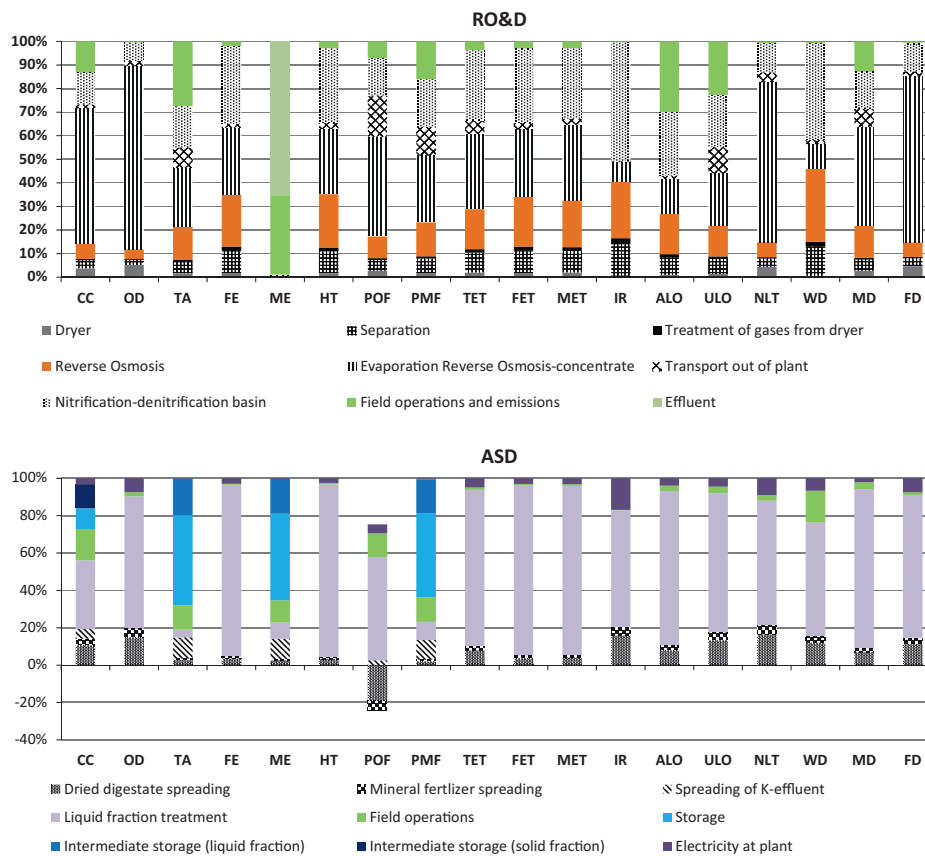 RO&D
100%
90%
80%
70%
60%
50%
40%
30%
20%
10%
0%
CC OD TA FE ME HT POF PMF TET FET MET IR ALO ULO NLT WD MD FD
Dryer Separation Treatment of gases from dryer
Reverse Osmosis Evaporation Reverse Osmosis-concentrate Transport out of plant
Nitrification-denitrification basin Field operations and emissions Effluent
ASD
100%
80%
60%
40%
20%
0%
-20%
-40%
CC OD TA FE ME HT POF PMF TET FET MET IR ALO ULO NLT WD MD FD
Dried digestate spreading Mineral fertlizer spreading Spreading of K-effluent
Liquid fraction treatment Field operations Storage
Intermediate storage (liquid fraction) Intermediate storage (solid fraction) Electricity at plant